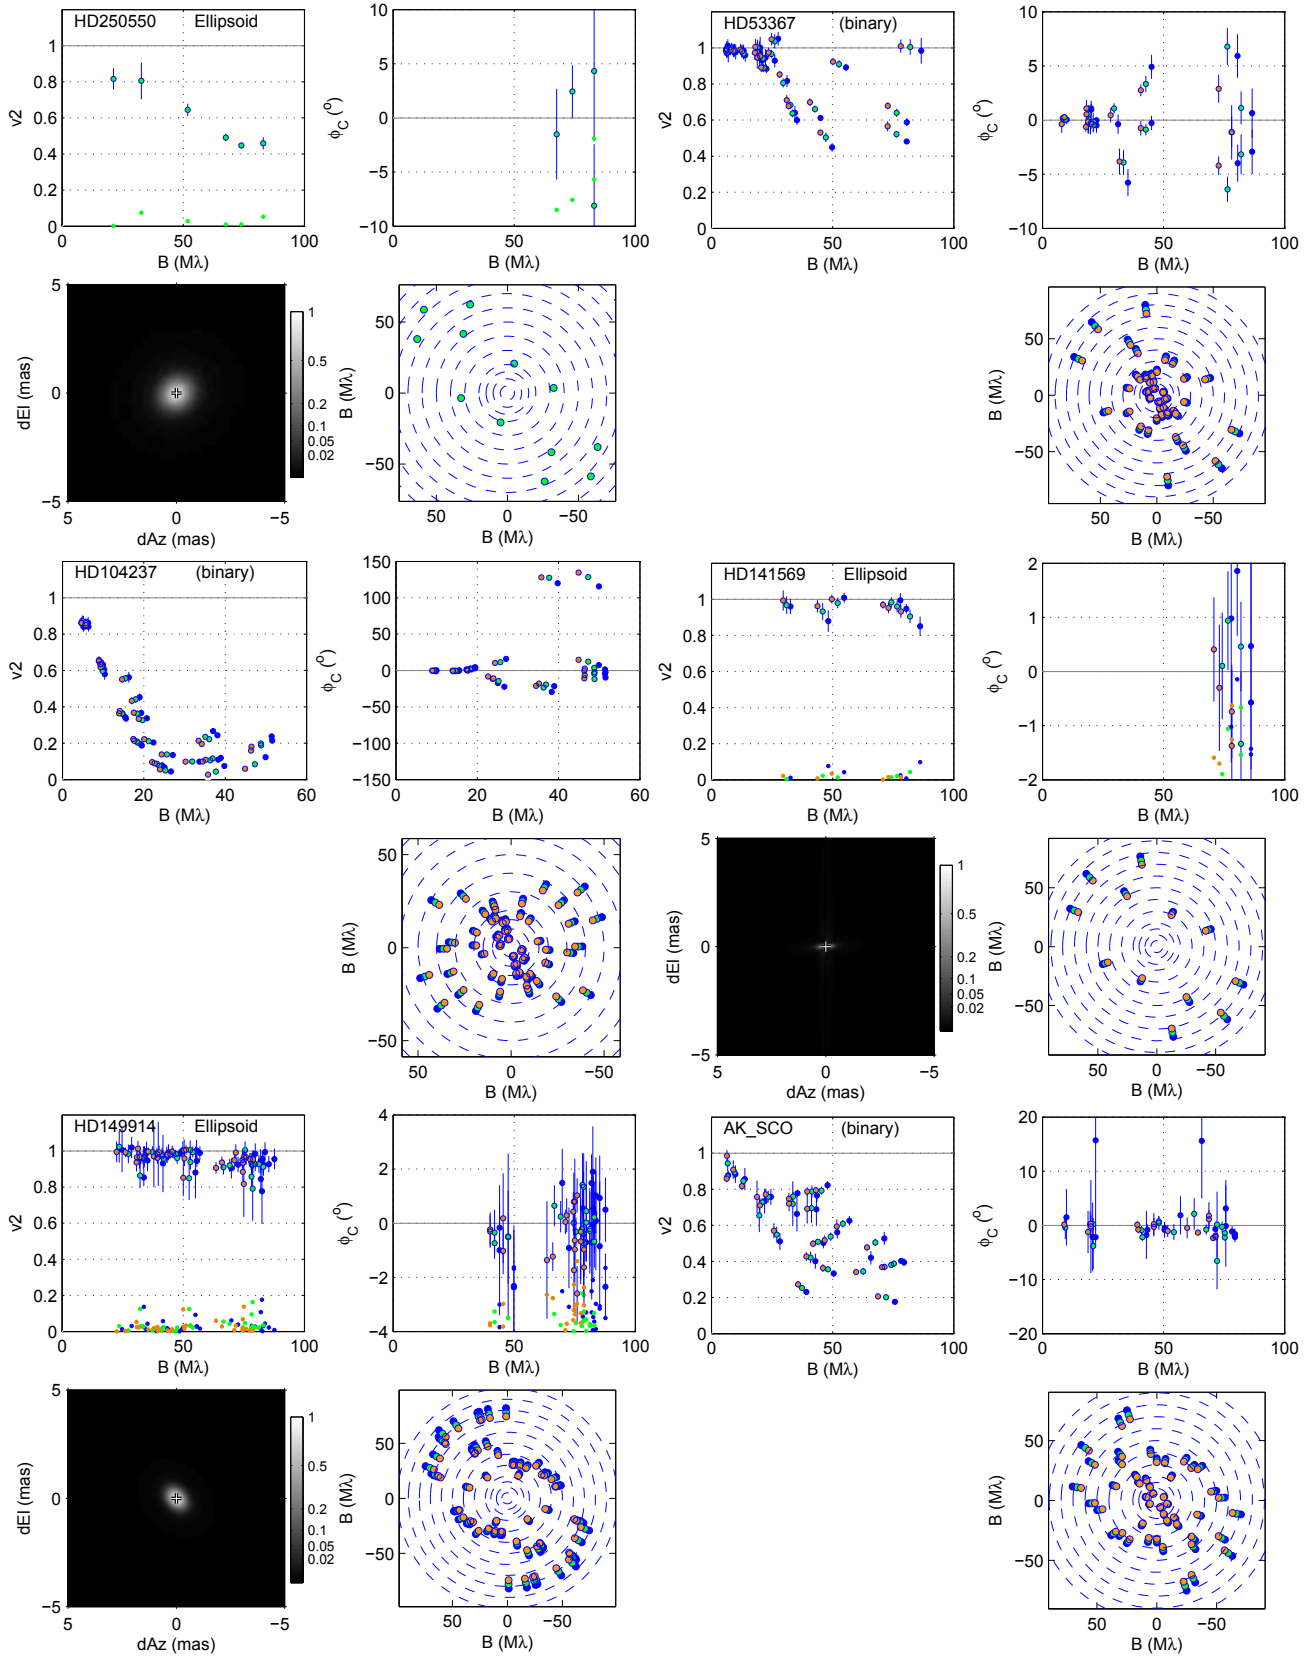 HD250550 Ellipsoid
v2
1
0.8
0.6
0.4
0.2
0
0 50 100
B (Mλ)
ϕC (°)
10
5
0
−5
−10
0 50 100
B (Mλ)
HD53367 (binary)
v2
1
0.8
0.6
0.4
0.2
0
0 50 100
B (Mλ)
ϕC (°)
10
5
0
−5
−10
0 50 100
B (Mλ)
dEl (mas)
5
0
−5
5 0 −5
dAz (mas)
1
0.5
0.2
0.1
0.05
0.02
B (Mλ)
50
0
−50
50 0 −50
B (Mλ)
B (Mλ)
50
0
−50
50 0 −50
B (Mλ)
HD104237 (binary)
v2
1
0.8
0.6
0.4
0.2
0
0 20 40 60
B (Mλ)
ϕC (°)
150
100
50
0
−50
−100
−150
0 20 40 60
B (Mλ)
HD141569 Ellipsoid
v2
1
0.8
0.6
0.4
0.2
0
0 50 100
B (Mλ)
ϕC (°)
2
1
0
−1
−2
0 50 100
B (Mλ)
B (Mλ)
50
0
−50
50 0 −50
B (Mλ)
dEl (mas)
5
0
−5
5 0 −5
dAz (mas)
1
0.5
0.2
0.1
0.05
0.02
B (Mλ)
50
0
−50
50 0 −50
B (Mλ)
HD149914 Ellipsoid
v2
1
0.8
0.6
0.4
0.2
0
0 50 100
B (Mλ)
ϕC (°)
4
2
0
−2
−4
0 50 100
B (Mλ)
AK_SCO (binary)
v2
1
0.8
0.6
0.4
0.2
0
0 50 100
B (Mλ)
ϕC (°)
20
10
0
−10
−20
0 50 100
B (Mλ)
dEl (mas)
5
0
−5
5 0 −5
dAz (mas)
1
0.5
0.2
0.1
0.05
0.02
B (Mλ)
50
0
−50
50 0 −50
B (Mλ)
B (Mλ)
50
0
−50
50 0 −50
B (Mλ)